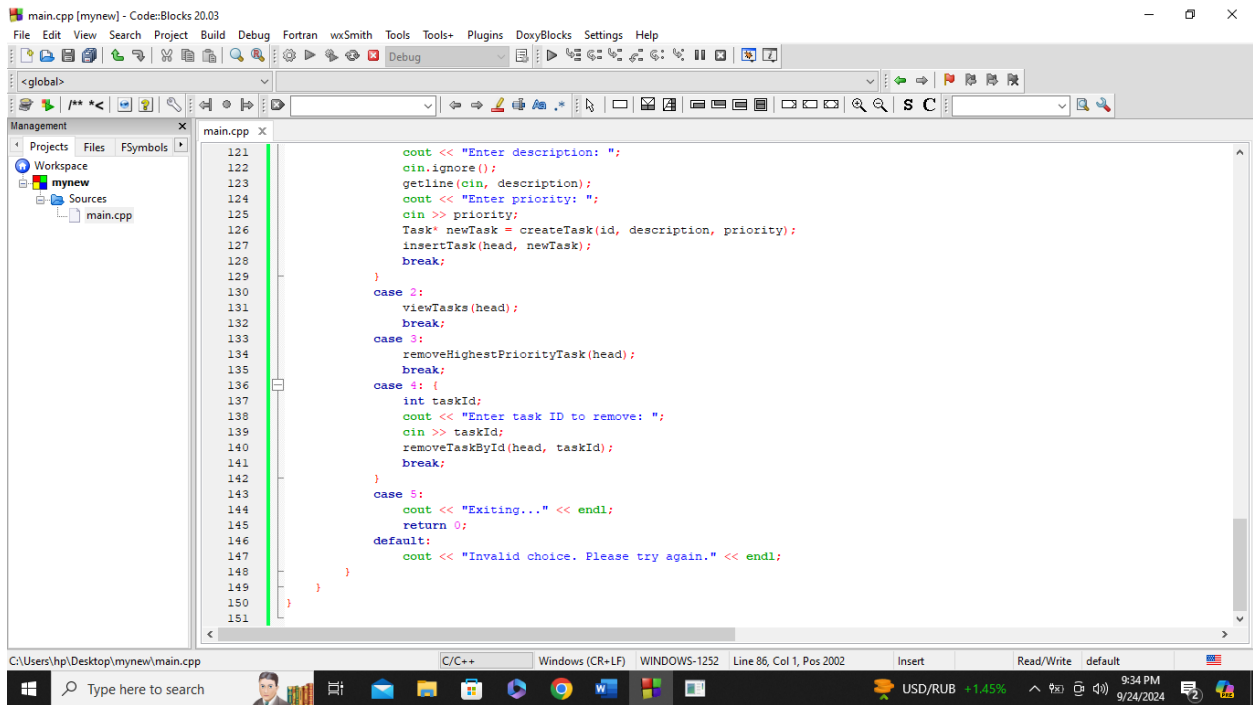 main.cpp [mynew] - Code::Blocks 20.03
File Edit View Search Project Build Debug Fortran wxSmith Tools Tools+ Plugins DoxyBlocks Settings Help
Debug
<global>
/** *<
S C
Management
main.cpp
Projects Files FSymbols
Workspace
mynew
Sources
main.cpp
121 cout << "Enter description: ";
122 cin.ignore();
123 getline(cin, description);
124 cout << "Enter priority: ";
125 cin >> priority;
126 Task* newTask = createTask(id, description, priority);
127 insertTask(head, newTask);
128 break;
129 }
130 case 2:
131 viewTasks(head);
132 break;
133 case 3:
134 removeHighestPriorityTask(head);
135 break;
136 case 4: {
137 int taskId;
138 cout << "Enter task ID to remove: ";
139 cin >> taskId;
140 removeTaskById(head, taskId);
141 break;
142 }
143 case 5:
144 cout << "Exiting..." << endl;
145 return 0;
146 default:
147 cout << "Invalid choice. Please try again." << endl;
148 }
149 }
150 }
151
C:\Users\hp\Desktop\mynew\main.cpp C/C++ Windows (CR+LF) WINDOWS-1252 Line 86, Col 1, Pos 2002 Insert Read/Write default
Type here to search
USD/RUB +1.45%
9:34 PM
9/24/2024
2
PRE